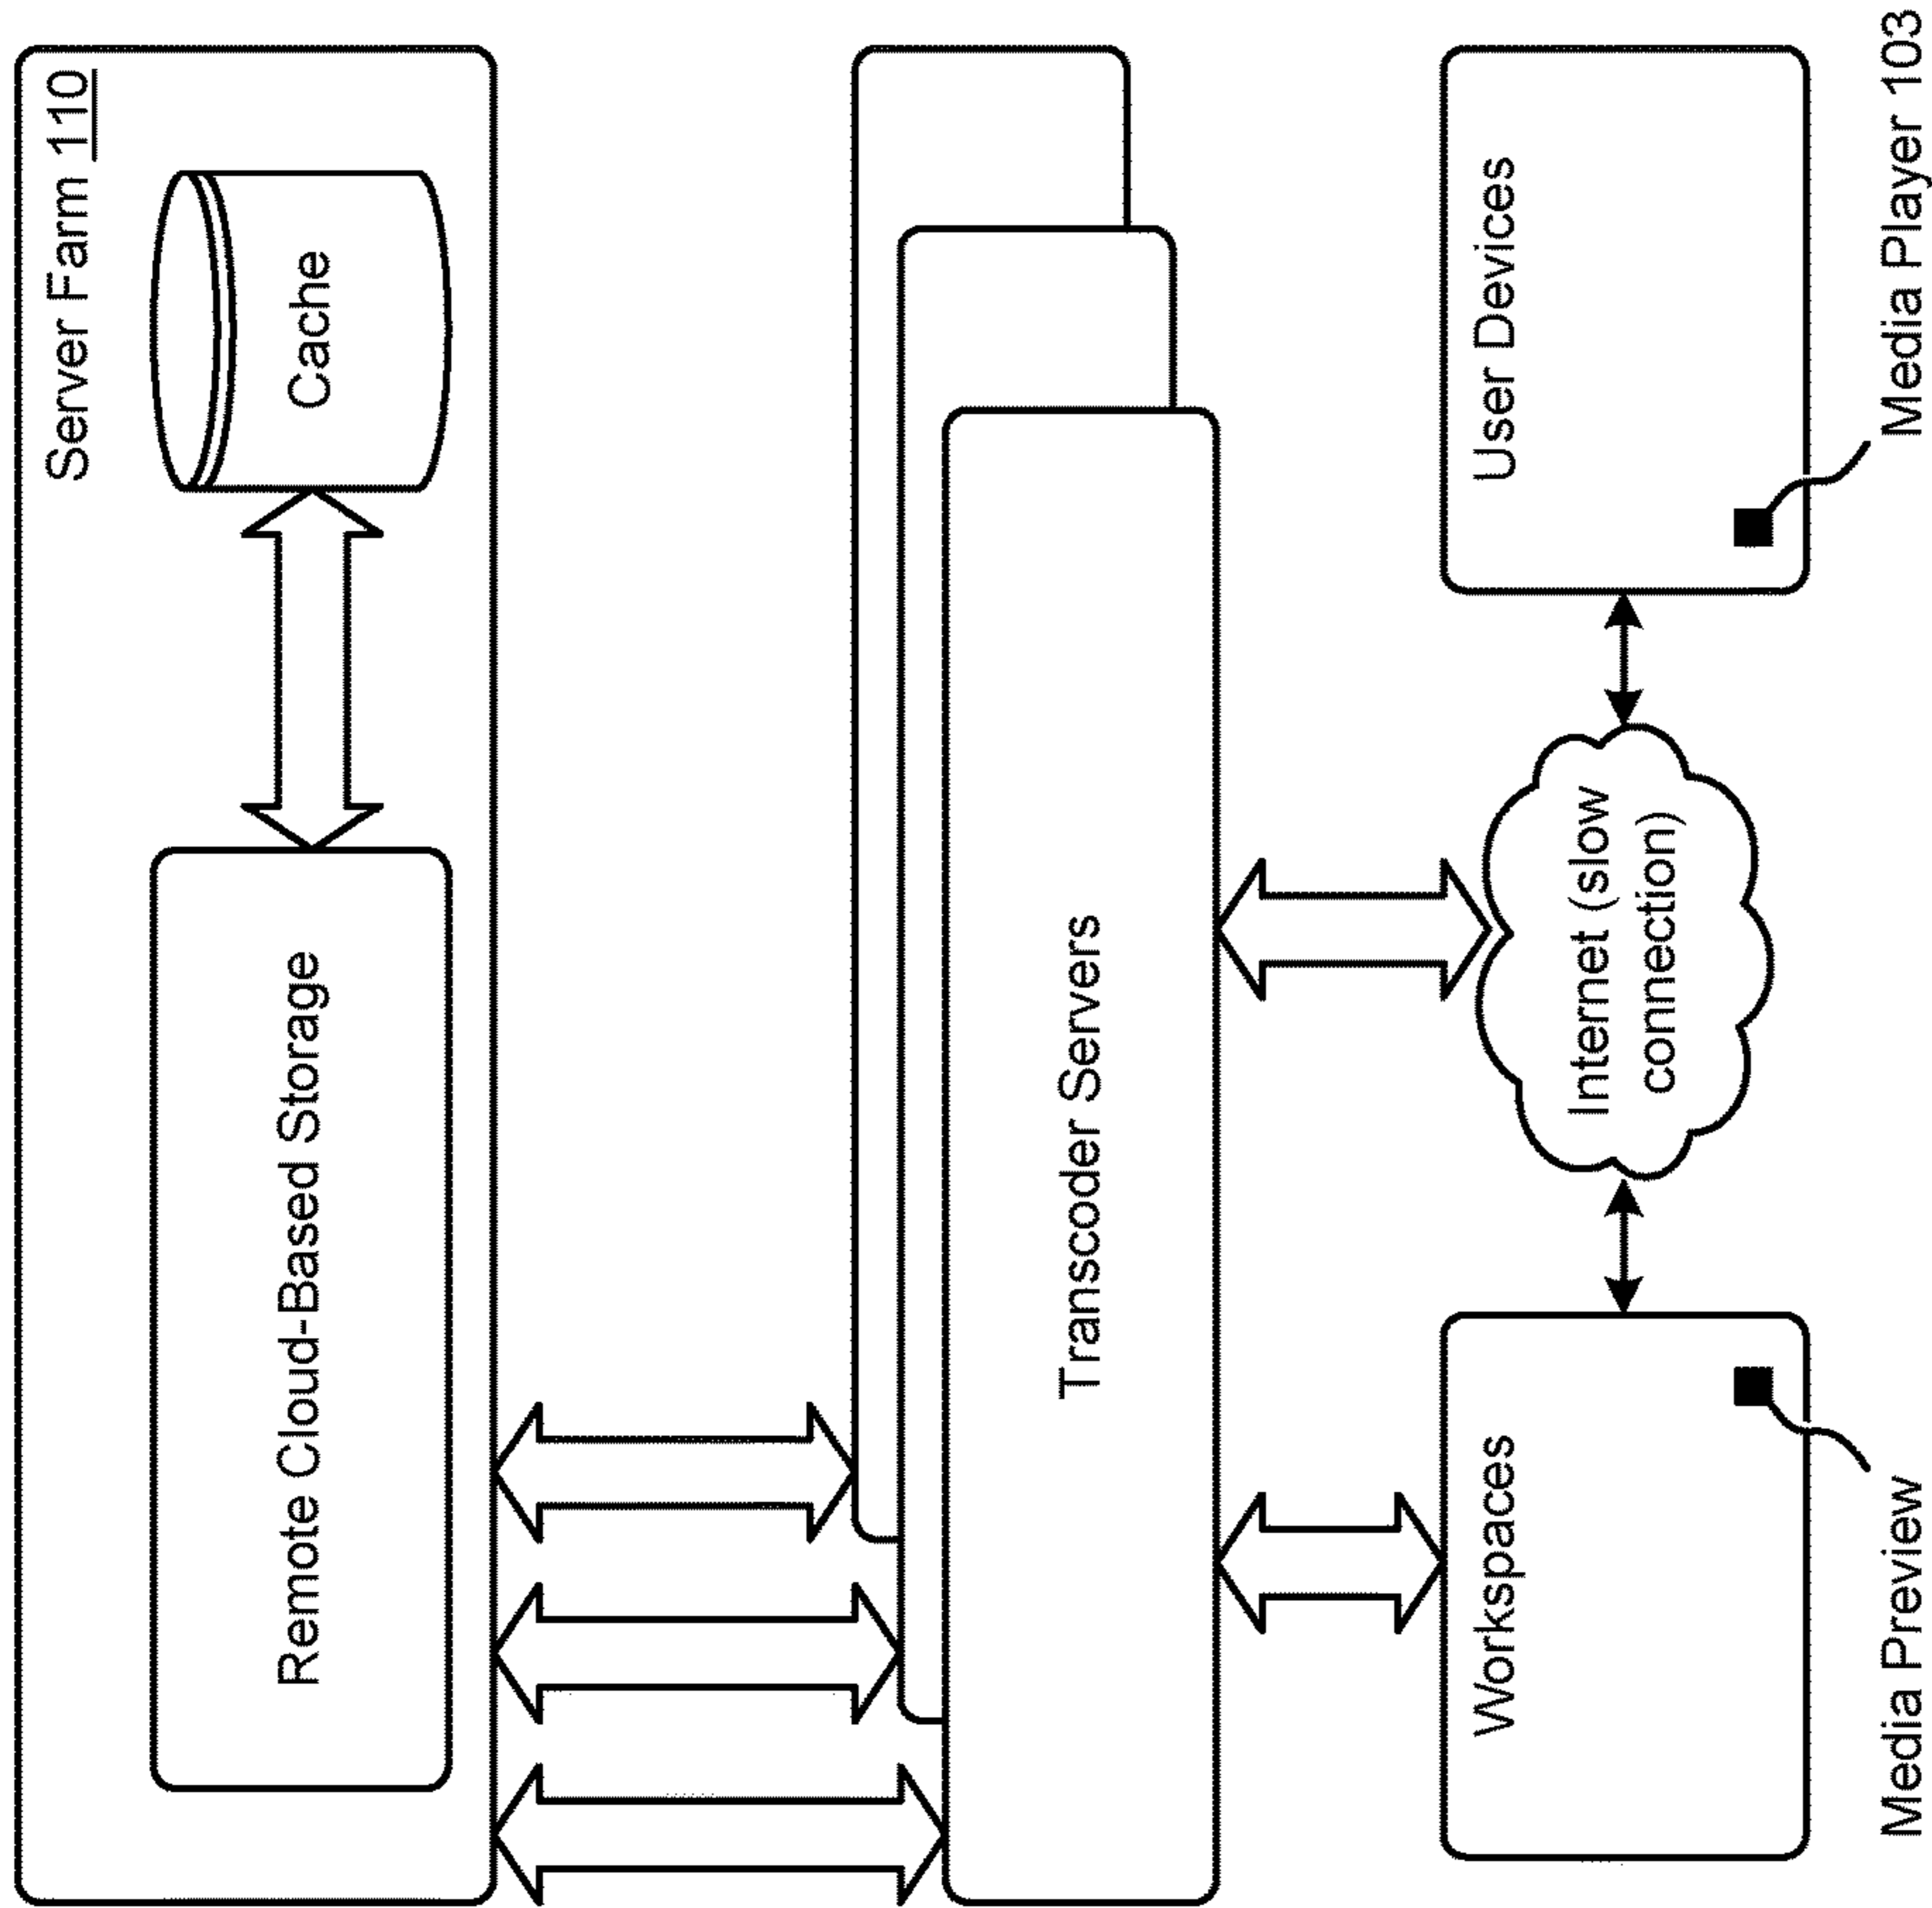 Server Farm 110
Remote Cloud-Based Storage
Cache
Transcoder Servers
Workspaces
Internet (slow
connection)
User Devices
Media Preview
Media Player 103